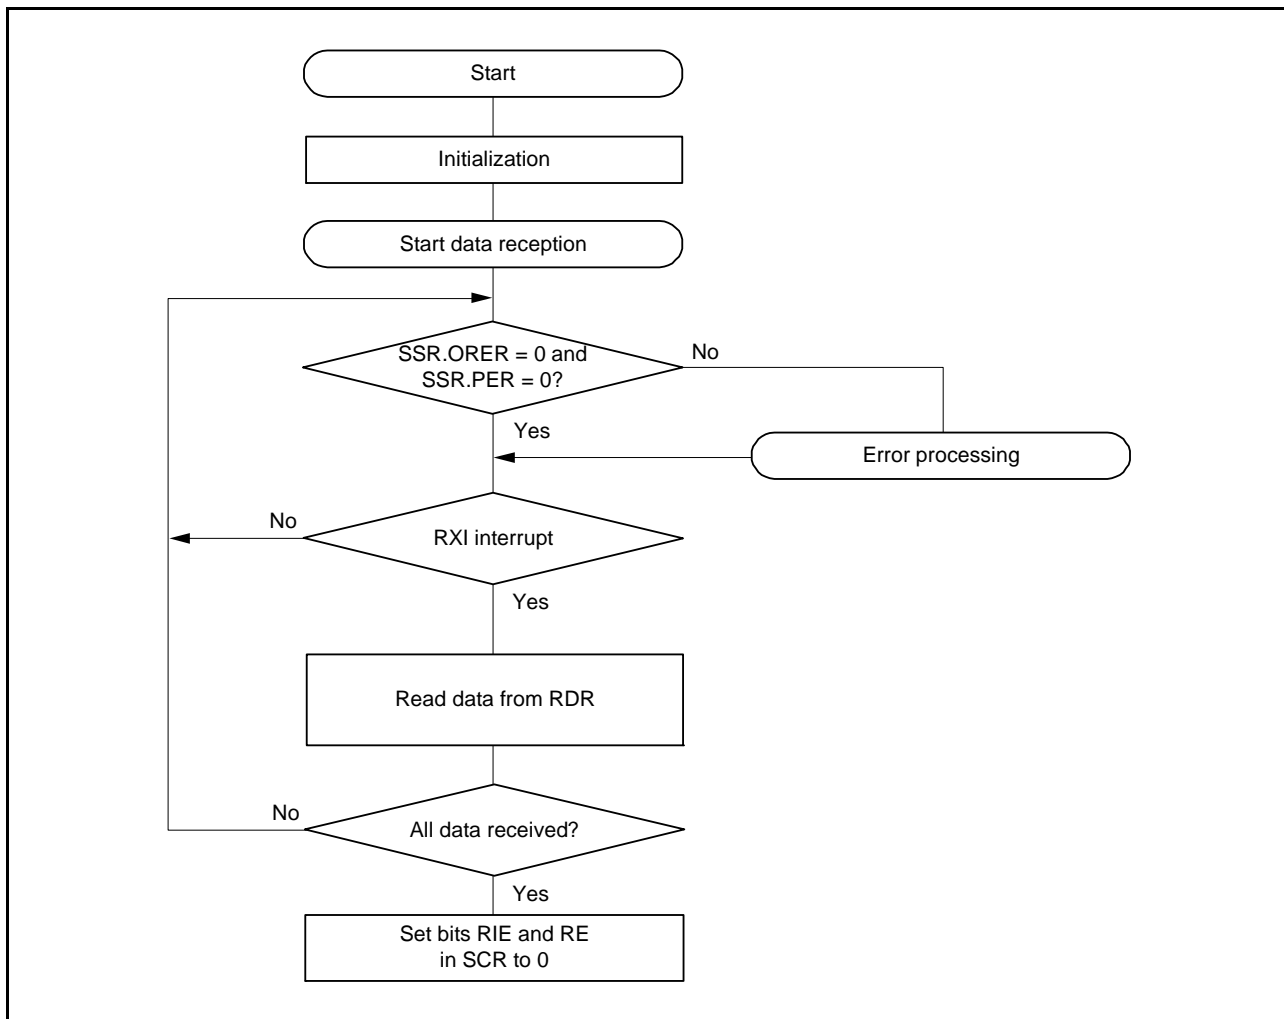 Start
Initialization
Start data reception
SSR.ORER = 0 and
SSR.PER = 0?
No
Yes
Error processing
No
RXI interrupt
Yes
Read data from RDR
No
All data received?
Yes
Set bits RIE and RE
in SCR to 0